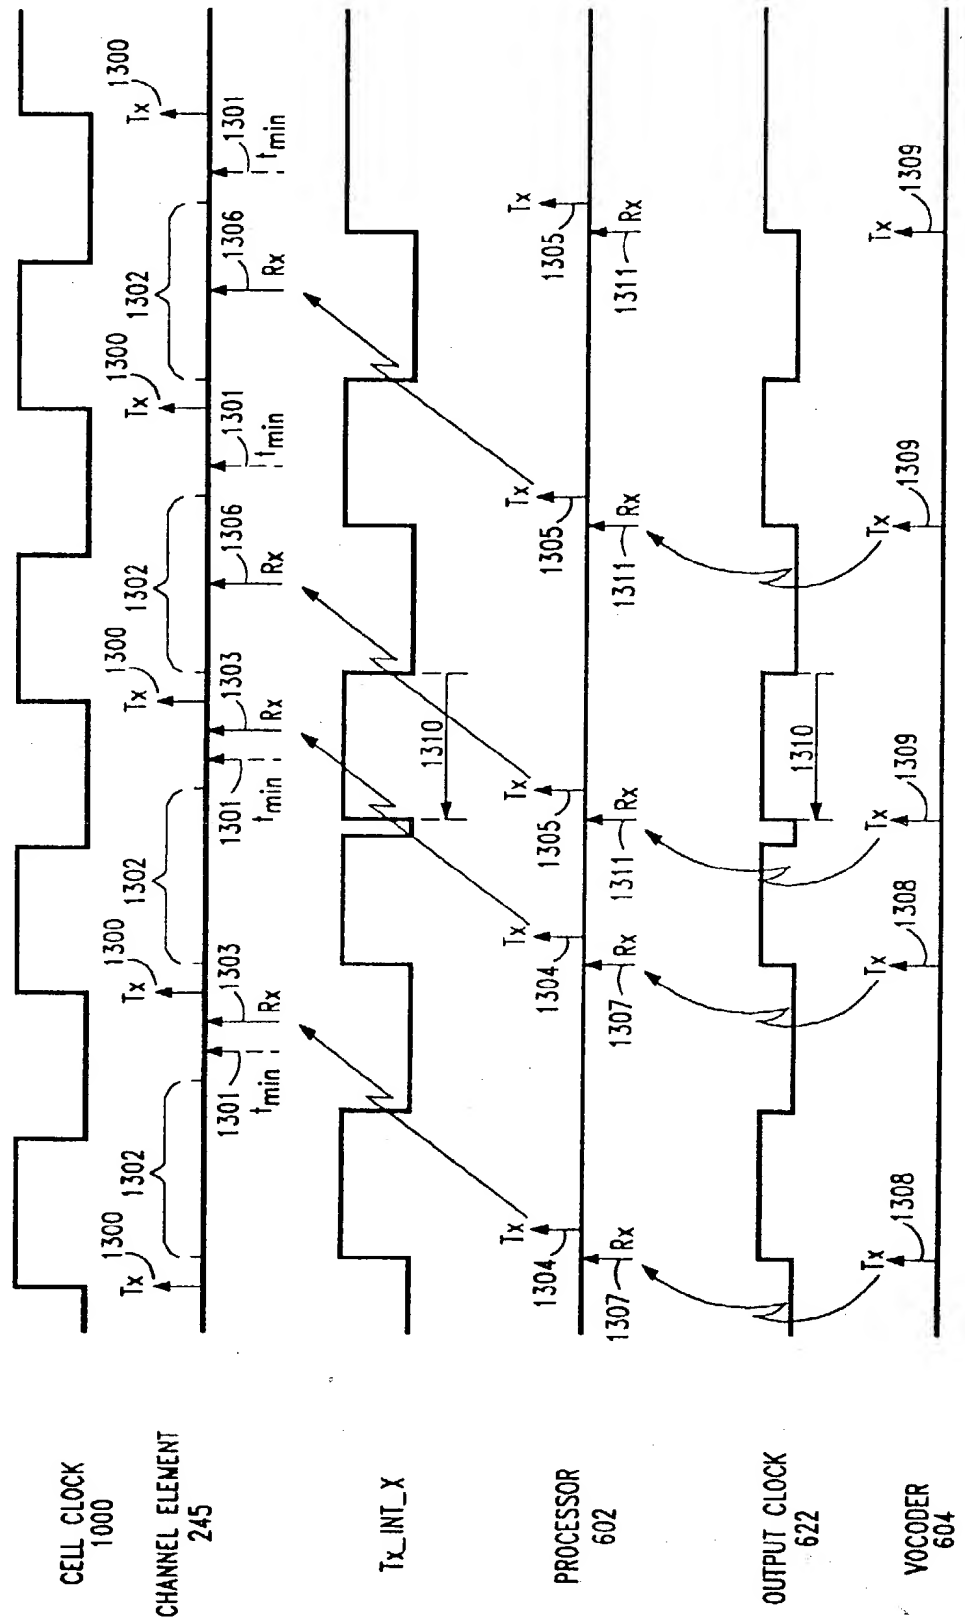 CELL CLOCK
1000
1300 1300 1300 1300 1300
Tx 1302 Tx 1302 Tx 1302 Tx 1302 Tx
CHANNEL ELEMENT
245
1301 1303 1301 1303 1306 1301 1306 1301
tmin Rx tmin Rx Rx tmin Rx tmin
Tx_INT_X
1310
Tx Tx Tx Tx Tx
1304 1304 1305 1305 1305
PROCESSOR
602
1307 Rx 1307 Rx 1311 Rx 1311 Rx 1311 Rx
OUTPUT CLOCK
622
1310
Tx 1308 Tx 1308 Tx 1309 Tx 1309 Tx 1309
VOCODER
604